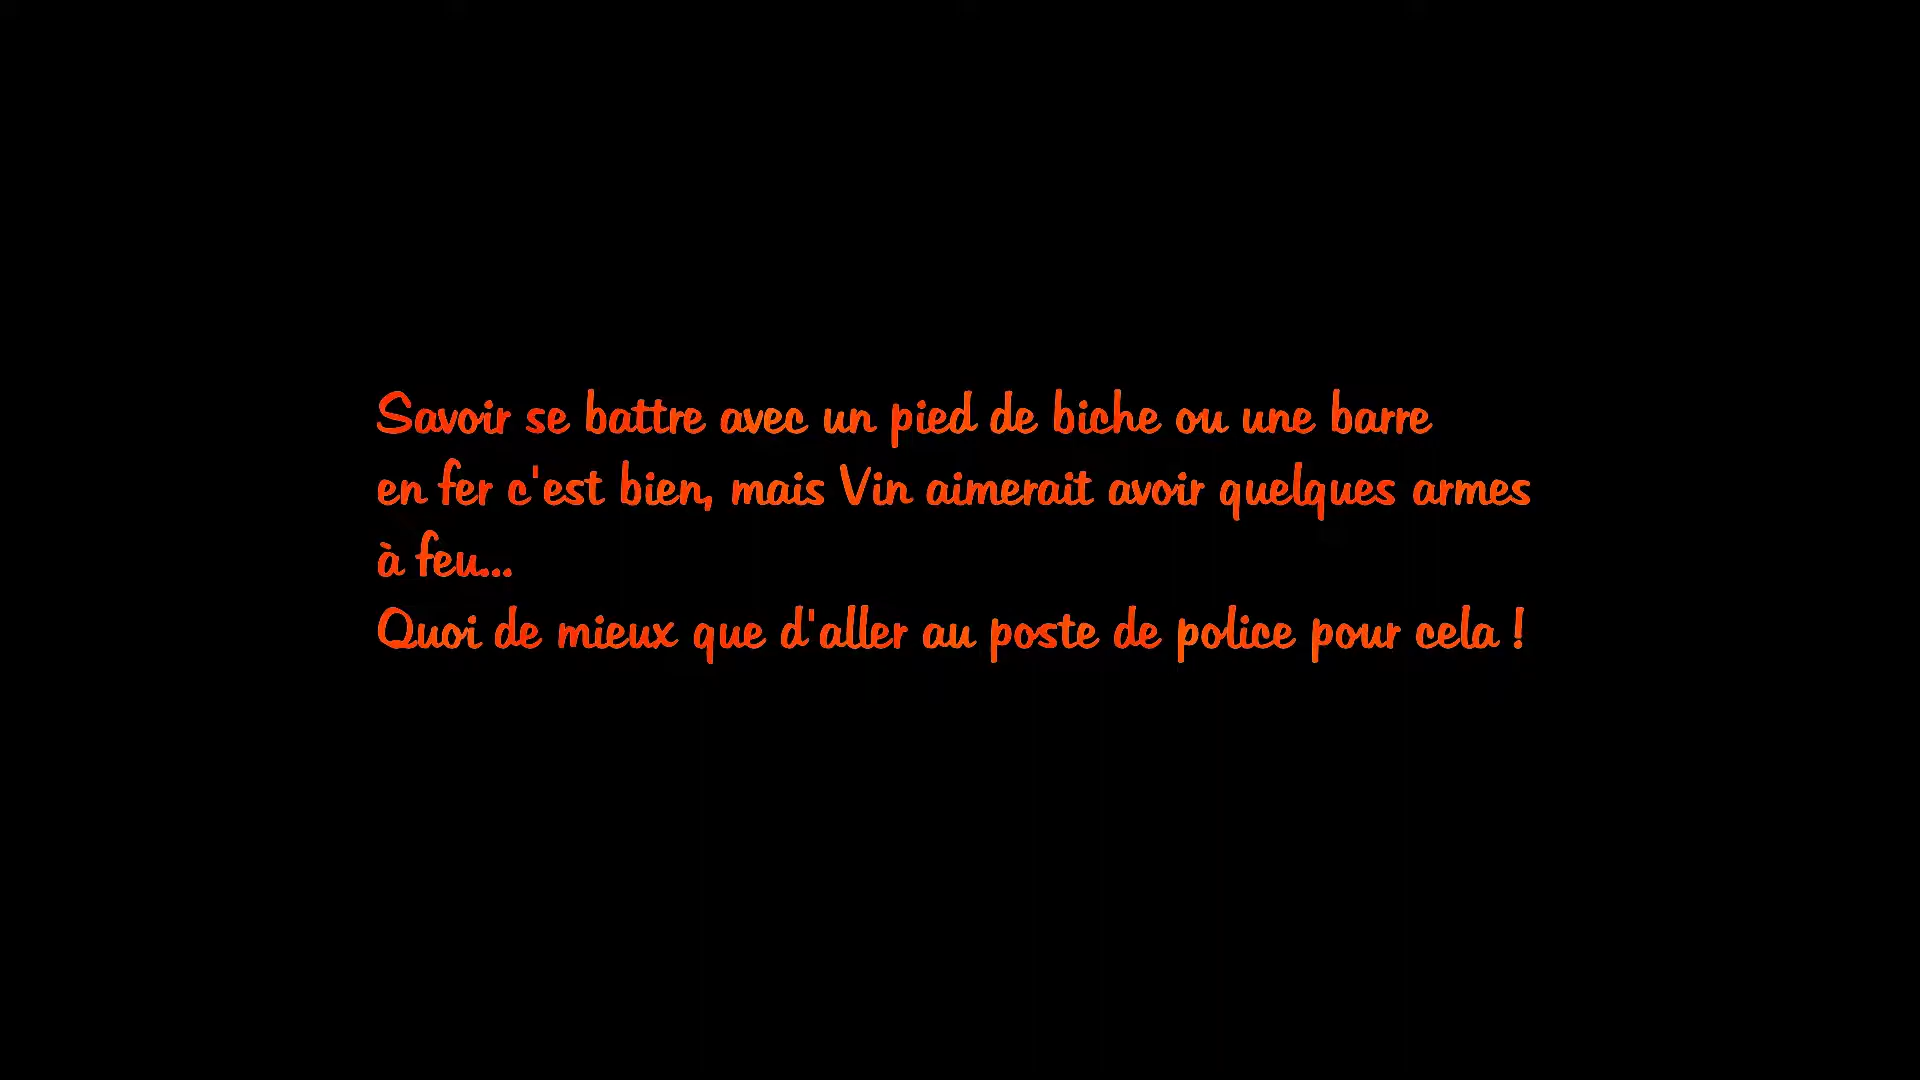 Savoir se battre avec un pied de biche ou une barre
en fer c'est bien, mais Vin aimerait avoir quelques armes
à feu...
Quoi de mieux que d'aller au poste de police pour cela !